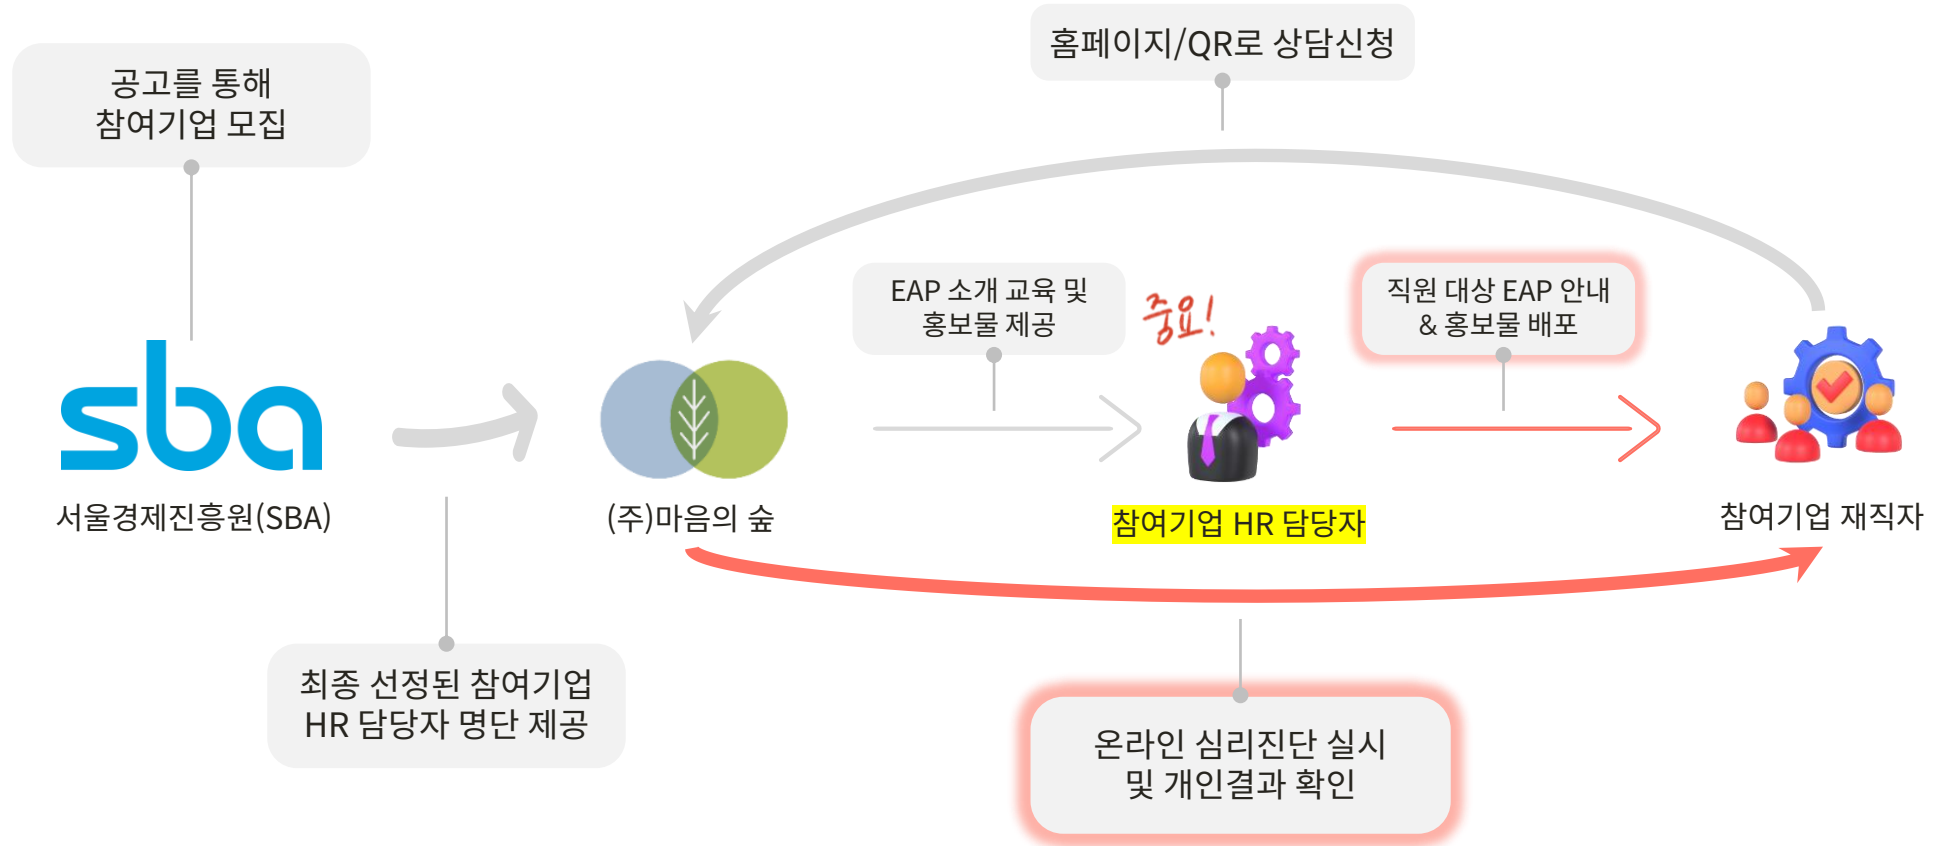 홈페이지/QR로 상담신청
공고를 통해
참여기업 모집
EAP 소개 교육 및
홍보물 제공
중요!
직원 대상 EAP 안내
& 홍보물 배포
sba
서울경제진흥원(SBA)
(주)마음의 숲
참여기업 HR 담당자
참여기업 재직자
최종 선정된 참여기업
HR 담당자 명단 제공
온라인 심리진단 실시
및 개인결과 확인